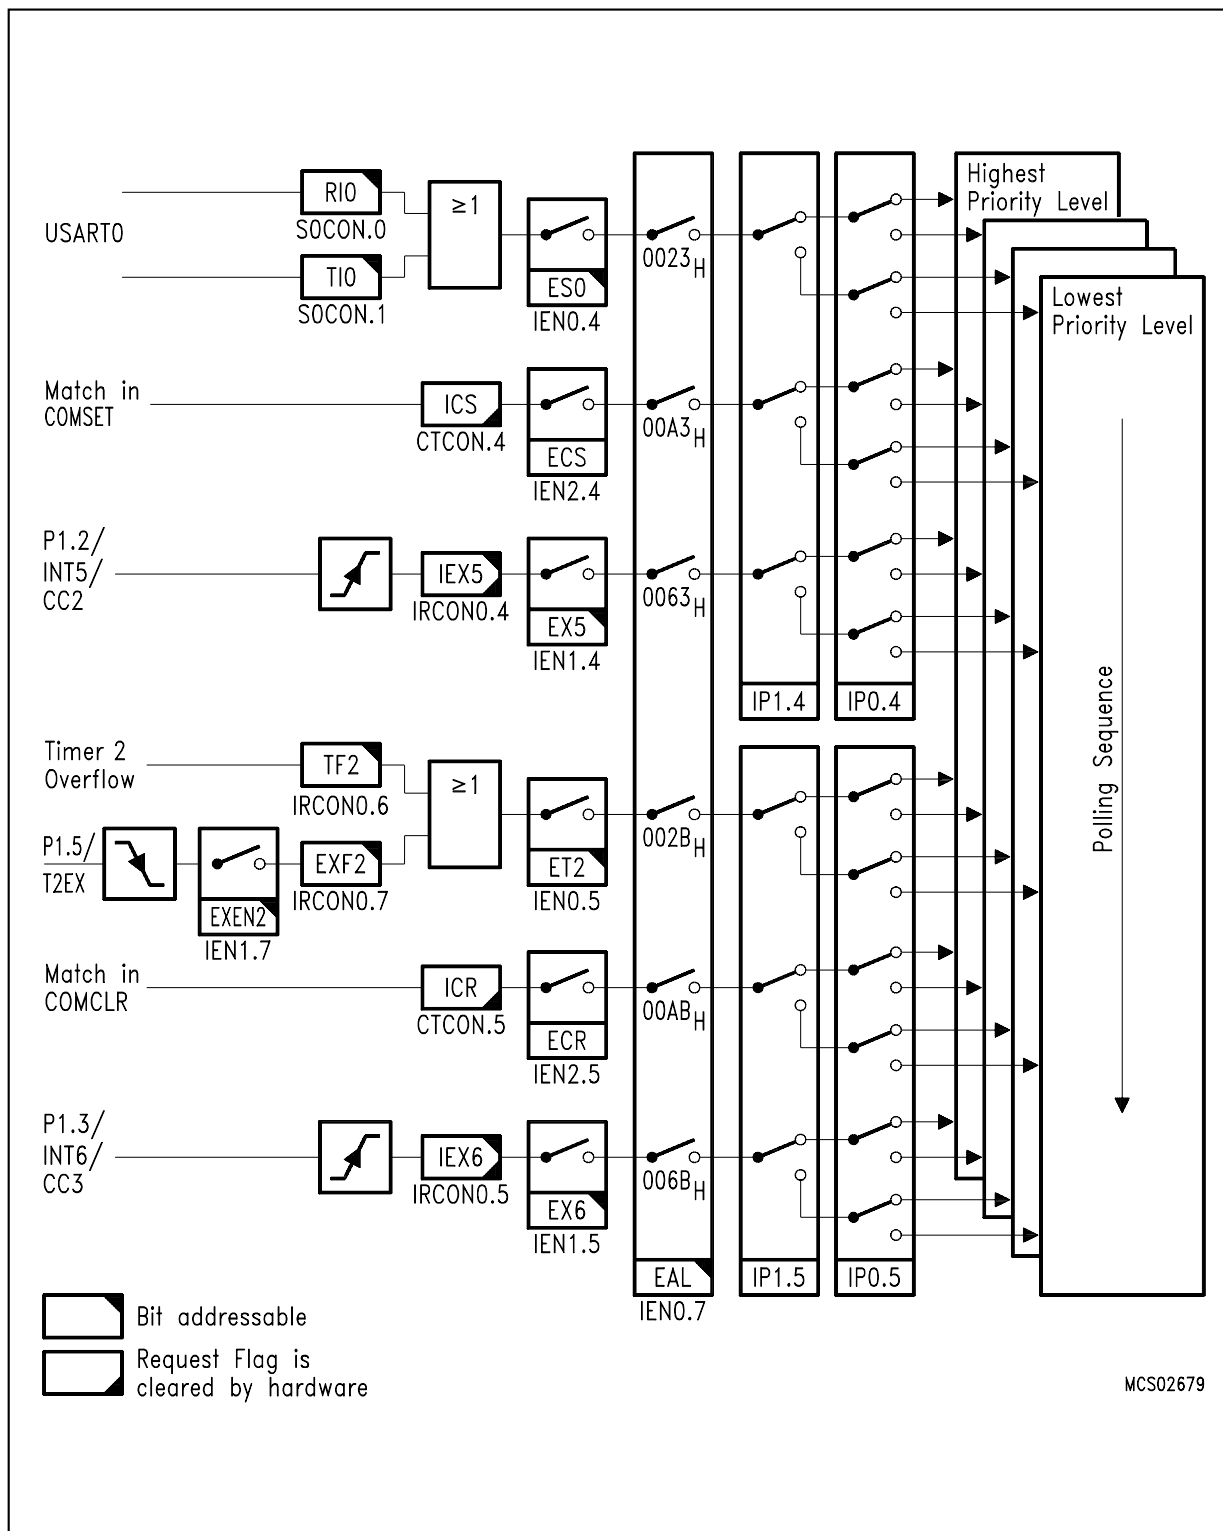 Highest
Priority Level
RI0
≥1
S0CON.0
USART0
0023H
TI0
ES0
S0CON.1
IEN0.4
Lowest
Priority Level
Match in
COMSET
ICS
00A3H
CTCON.4
ECS
IEN2.4
P1.2/
INT5/
CC2
IEX5
0063H
IRCON0.4
EX5
IEN1.4
IP1.4
IP0.4
Polling Sequence
Timer 2
Overflow
TF2
≥1
IRCON0.6
002BH
P1.5/
T2EX
EXF2
ET2
IRCON0.7
IEN0.5
EXEN2
IEN1.7
Match in
COMCLR
ICR
00ABH
CTCON.5
ECR
IEN2.5
P1.3/
INT6/
CC3
IEX6
006BH
IRCON0.5
EX6
IEN1.5
EAL
IP1.5
IP0.5
IEN0.7
Bit addressable
Request Flag is
cleared by hardware
MCS02679